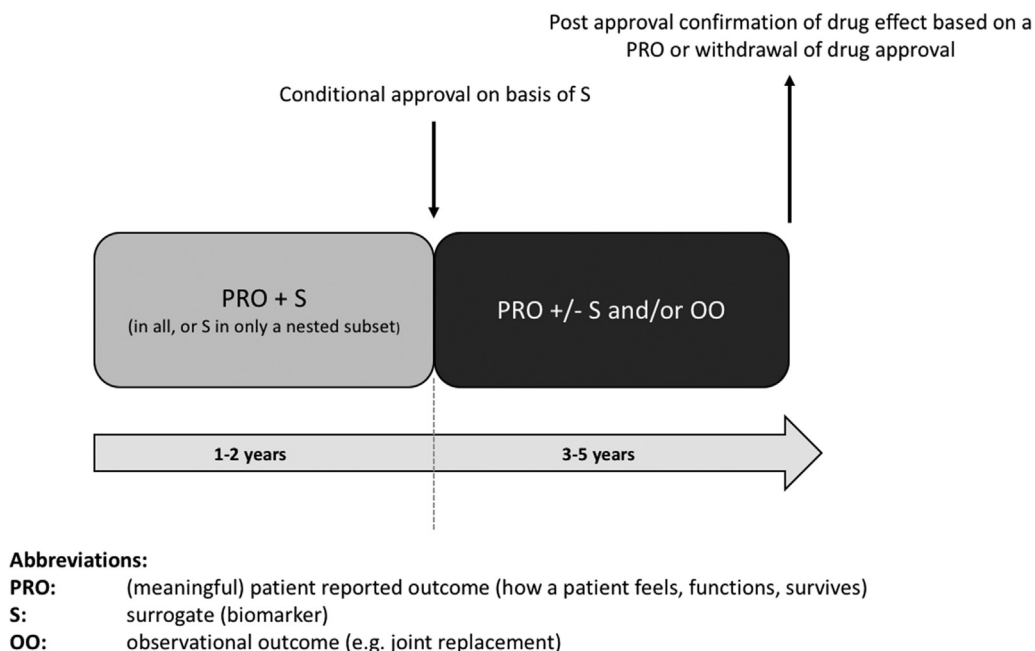 Post approval confirmation of drug effect based on a
PRO or withdrawal of drug approval
Conditional approval on basis of S
PRO + S
(in all, or S in only a nested subset)
PRO +/- S and/or OO
1-2 years
3-5 years
Abbreviations:
PRO: (meaningful) patient reported outcome (how a patient feels, functions, survives)
S: surrogate (biomarker)
OO: observational outcome (e.g. joint replacement)